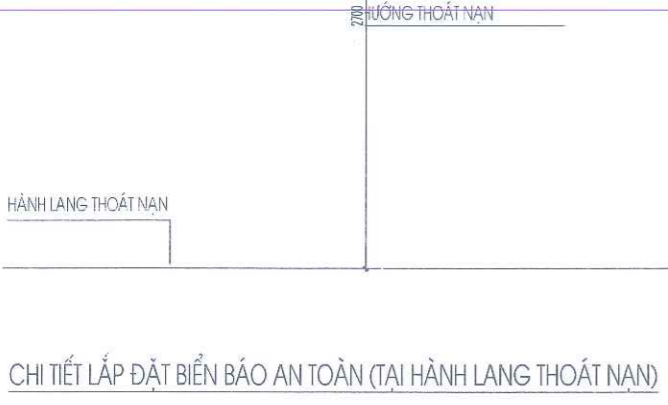 2700
HƯỚNG THOÁT NẠN
HÀNH LANG THOÁT NẠN
CHI TIẾT LẮP ĐẶT BIỂN BÁO AN TOÀN (TẠI HÀNH LANG THOÁT NẠN)